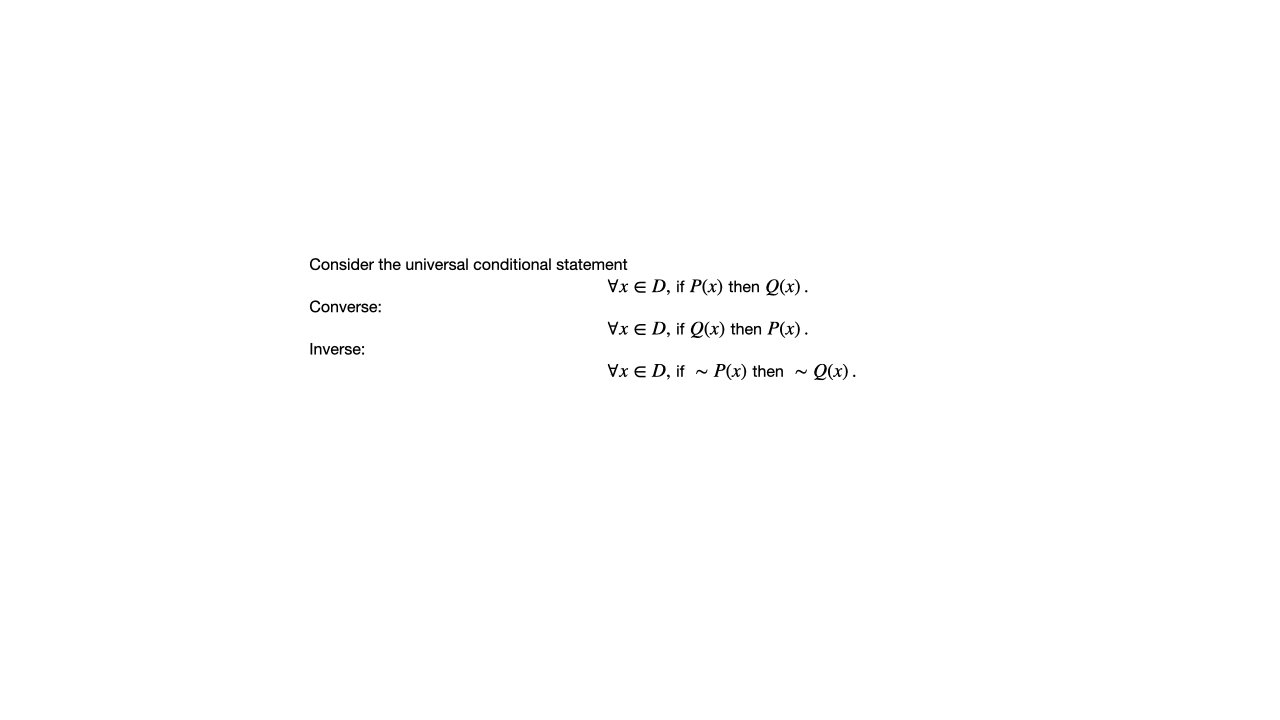 Consider the universal conditional statement
∀x ∈ D, if P(x) then Q(x).
Converse:
∀x ∈ D, if Q(x) then P(x).
Inverse:
∀x ∈ D, if ∼ P(x) then ∼ Q(x).